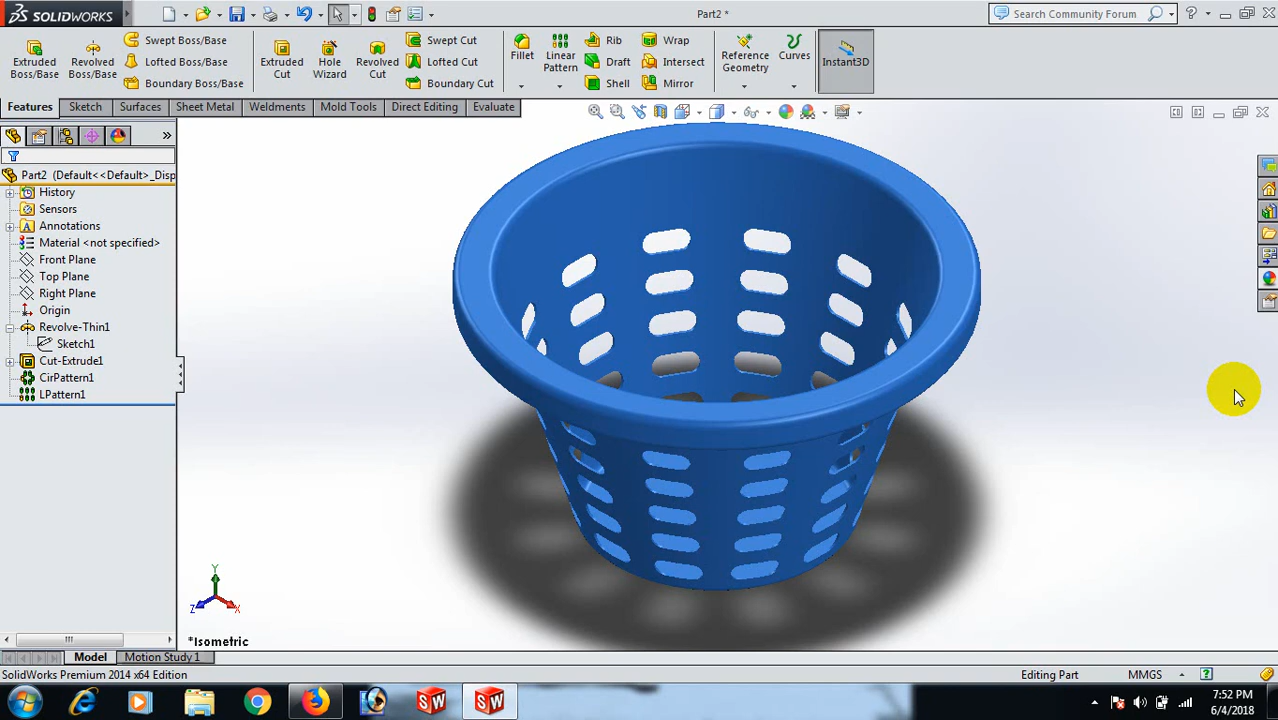 SOLIDWORKS
Part2 *
Search Community Forum
Extruded Boss/Base
Revolved Boss/Base
Swept Boss/Base
Lofted Boss/Base
Boundary Boss/Base
Extruded Cut
Hole Wizard
Revolved Cut
Swept Cut
Lofted Cut
Boundary Cut
Fillet
Linear Pattern
Rib
Draft
Shell
Wrap
Intersect
Mirror
Reference Geometry
Curves
Instant3D
Features
Sketch
Surfaces
Sheet Metal
Weldments
Mold Tools
Direct Editing
Evaluate
Part2 (Default<<Default>_Disp
History
Sensors
Annotations
Material <not specified>
Front Plane
Top Plane
Right Plane
Origin
Revolve-Thin1
Sketch1
Cut-Extrude1
CirPattern1
LPattern1
Y
Z
X
*Isometric
Model
Motion Study 1
SolidWorks Premium 2014 x64 Edition
Editing Part
MMGS
7:52 PM
6/4/2018